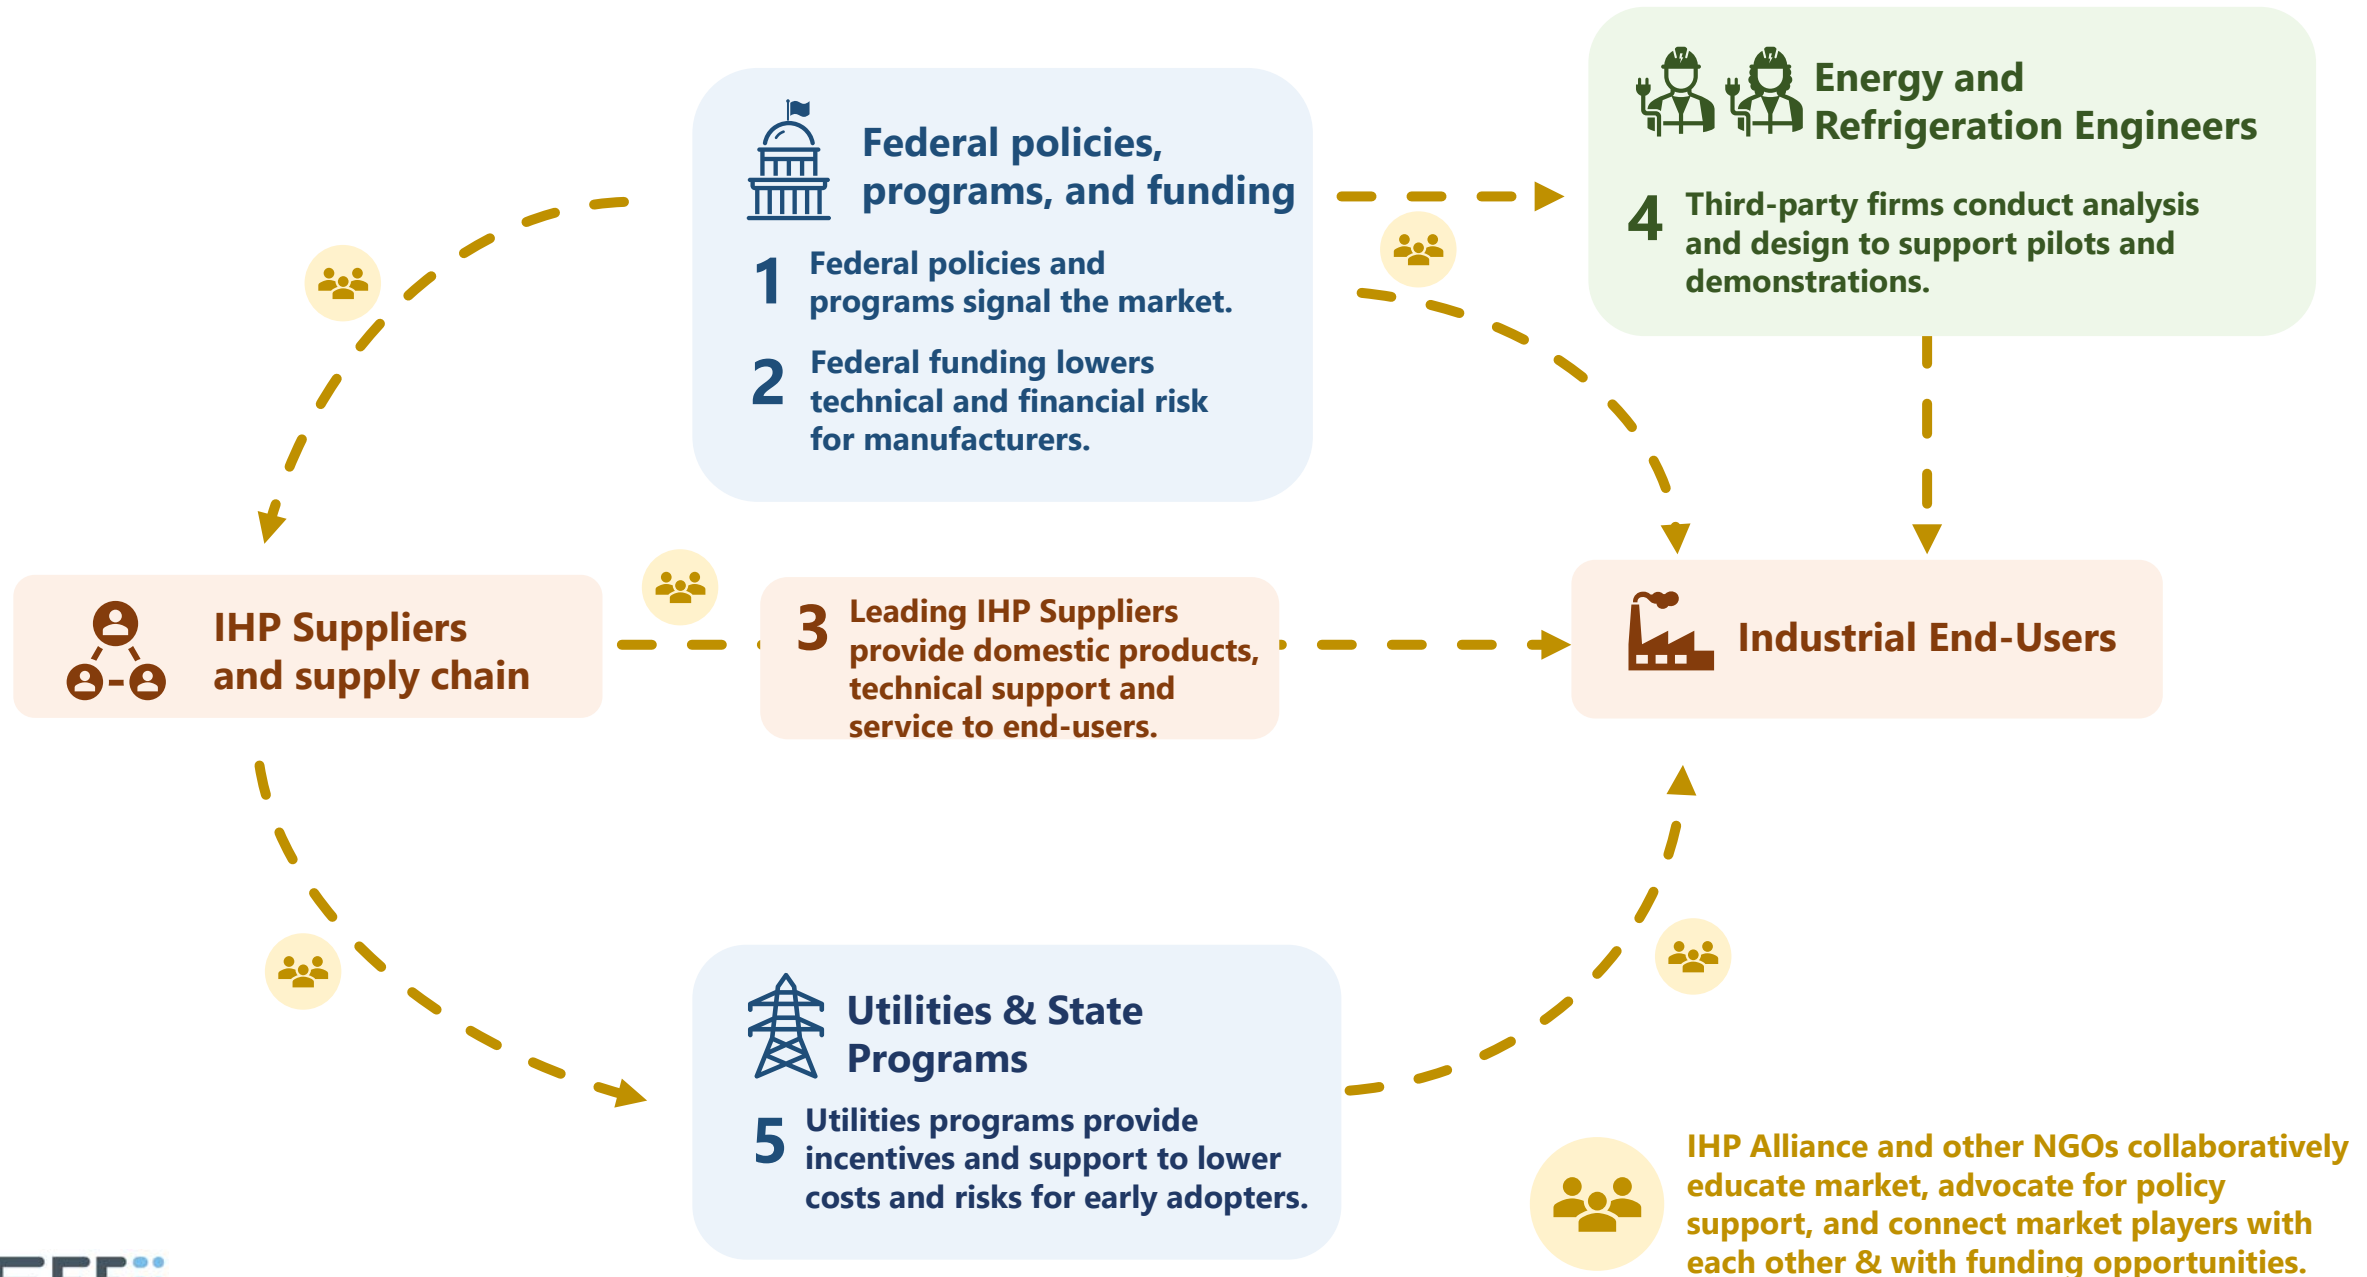 Federal policies,
programs, and funding
1
Federal policies and
programs signal the market.
2
Federal funding lowers
technical and financial risk
for manufacturers.
Energy and
Refrigeration Engineers
4
Third-party firms conduct analysis
and design to support pilots and
demonstrations.
IHP Suppliers
and supply chain
3
Leading IHP Suppliers
provide domestic products,
technical support and
service to end-users.
Industrial End-Users
Utilities & State
Programs
5
Utilities programs provide
incentives and support to lower
costs and risks for early adopters.
IHP Alliance and other NGOs collaboratively
educate market, advocate for policy
support, and connect market players with
each other & with funding opportunities.